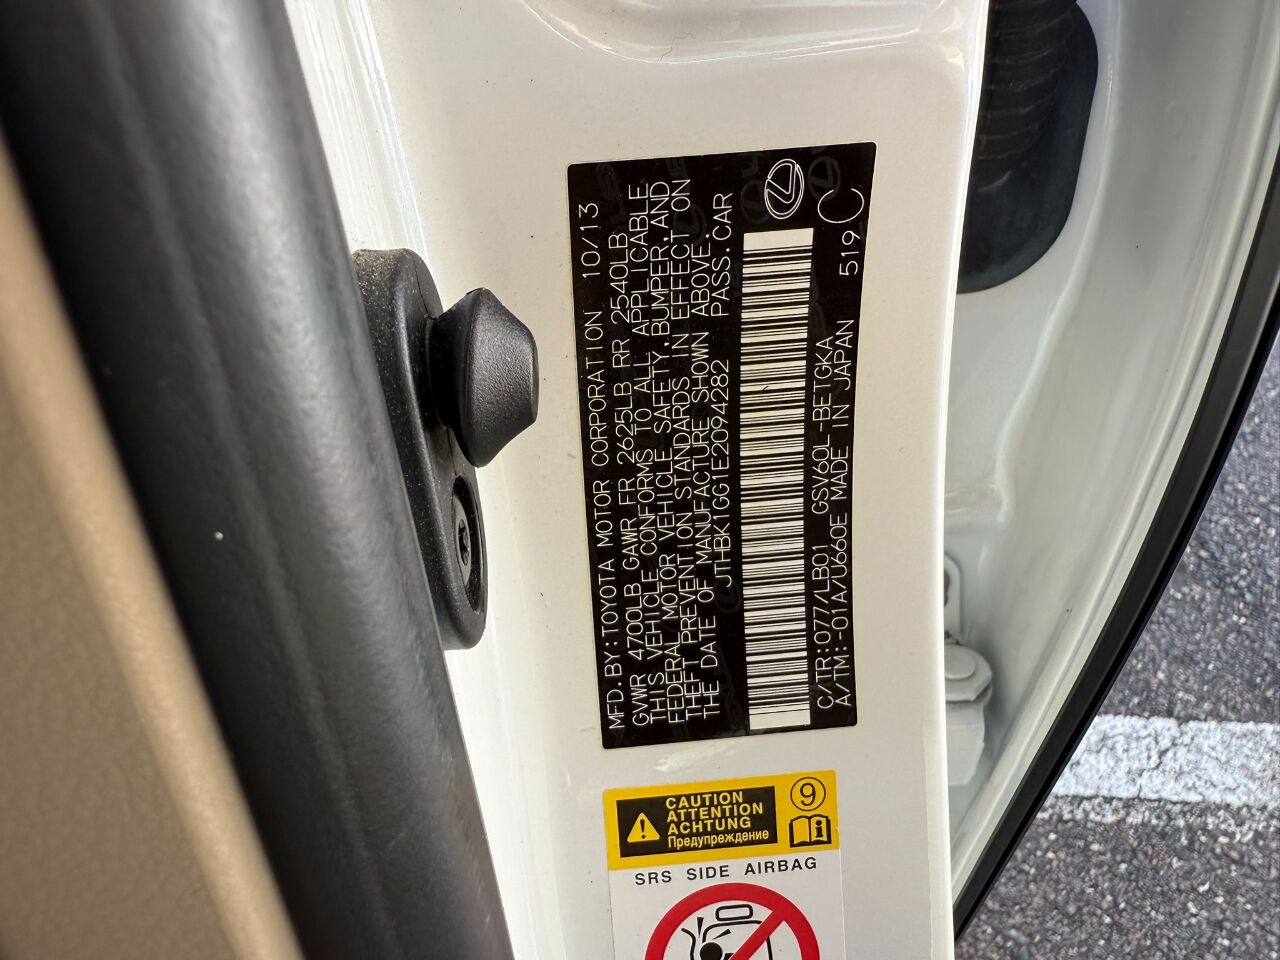 MFD.BY:TOYOTA MOTOR CORPORATION 10/13
GVWR 4700LB GAWR FR 2625LB RR 2540LB
THIS VEHICLE CONFORMS TO ALL APPLICABLE
FEDERAL MOTOR VEHICLE SAFETY,BUMPER,AND
THEFT PREVENTION STANDARDS IN EFFECT ON
THE DATE OF MANUFACTURE SHOWN ABOVE.
JTHBK1GG1E2094282 PASS.CAR
C/TR:077/LB01 GSV60L-BETGKA
A/TM:-01A/U660E MADE IN JAPAN 519 C
CAUTION
ATTENTION
ACHTUNG
Предупреждение
9
i
SRS SIDE AIRBAG